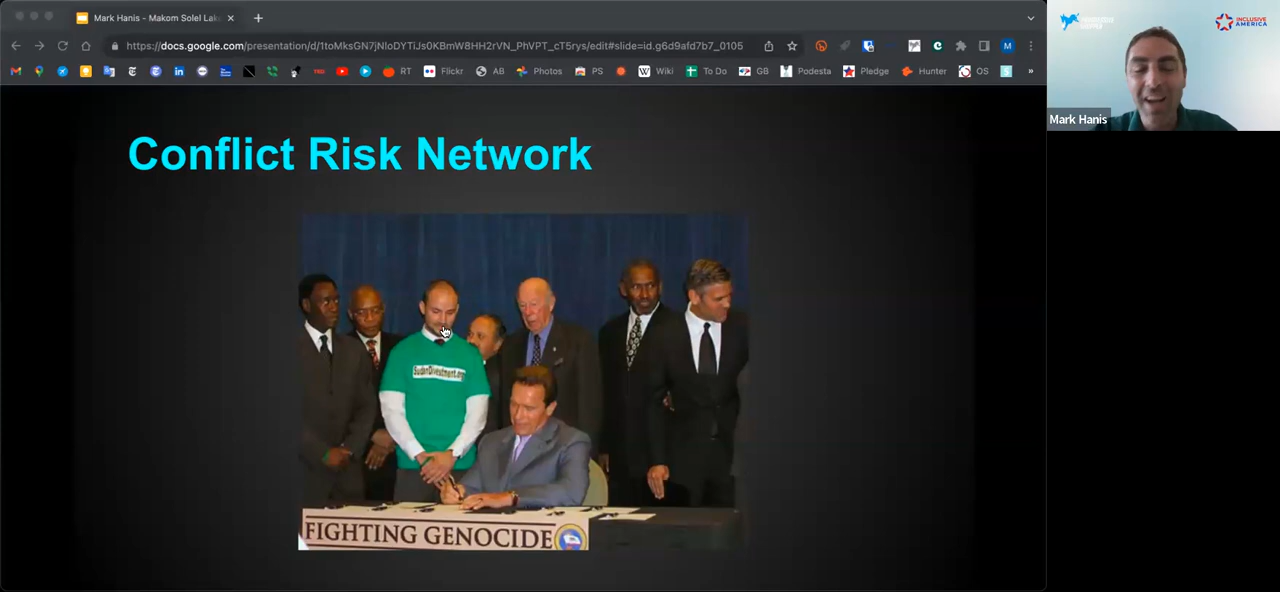 Mark Hanis - Makom Solel Lak
https://docs.google.com/presentation/d/1toMksGN7jNloDYTiJs0KBmW8HH2rVN_PhVPT_cT5rys/edit#slide=id.g6d9afd7b7_0105
M
RT Flickr AB Photos PS Wiki To Do GB Podesta Pledge Hunter OS »
INCLUSIVE AMERICA
Mark Hanis
Conflict Risk Network
SudanDivestment.org
FIGHTING GENOCIDE